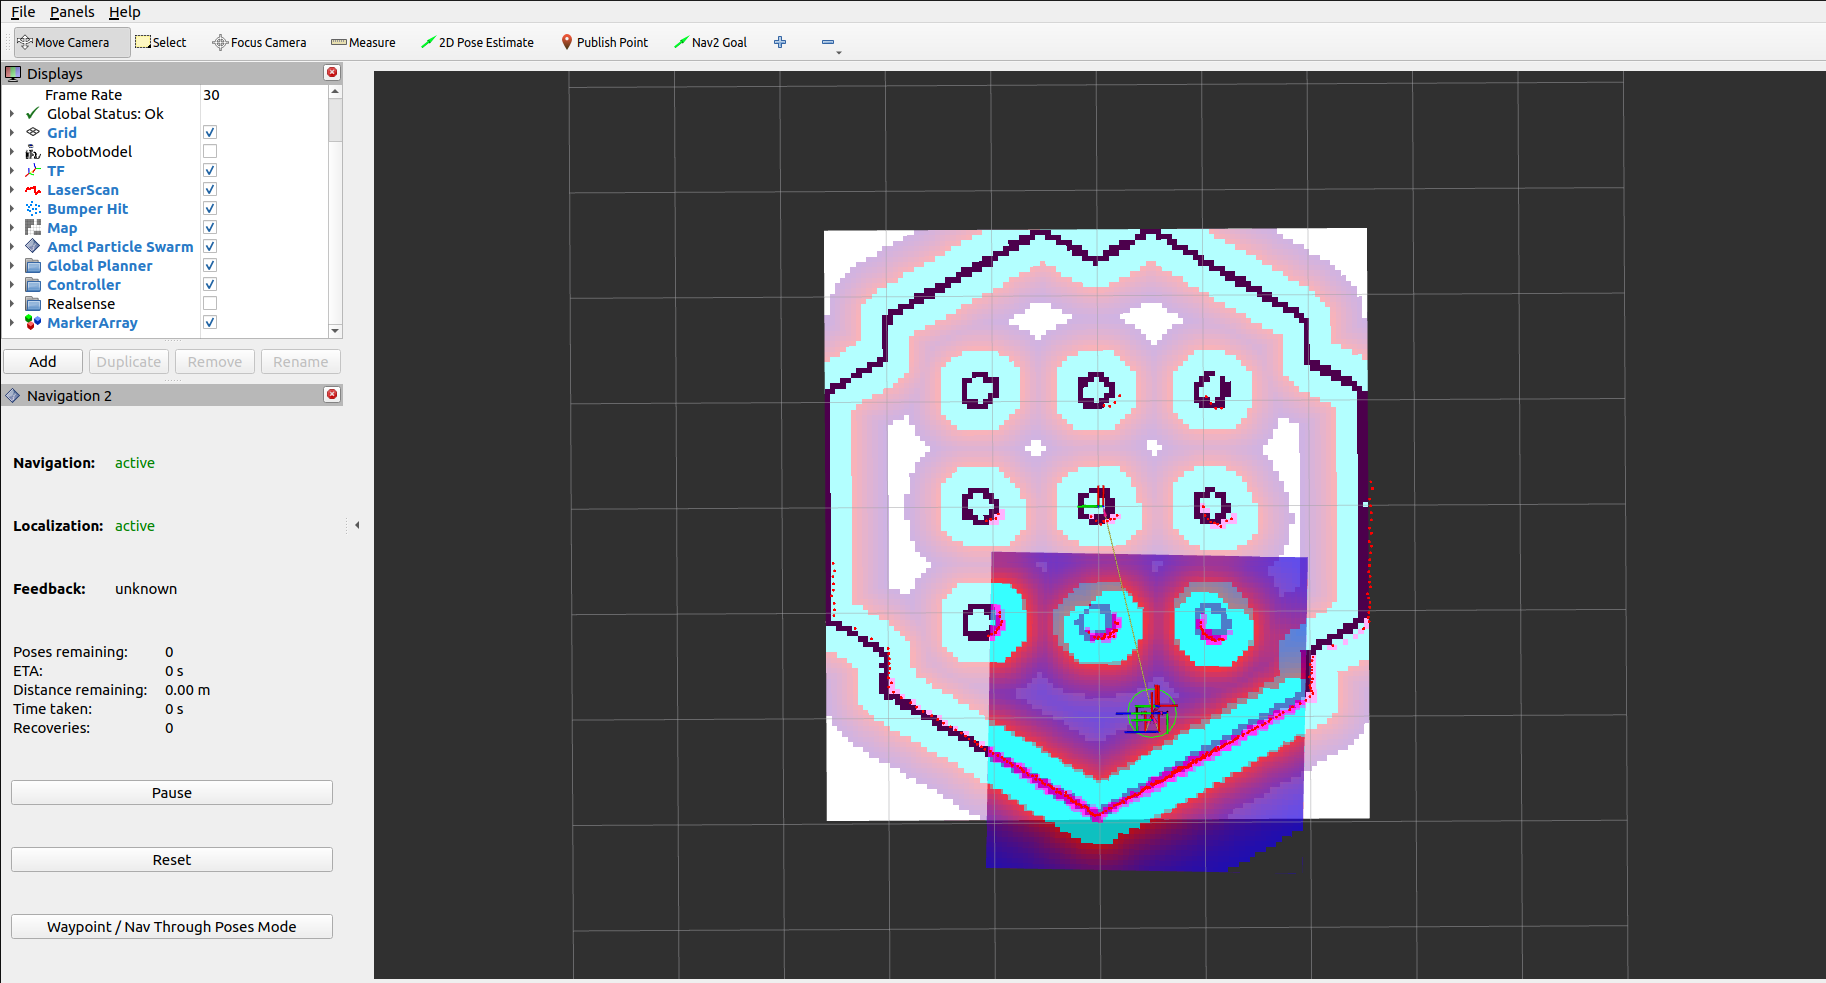 File Panels Help
Move Camera Select Focus Camera Measure 2D Pose Estimate Publish Point Nav2 Goal
Displays
Frame Rate 30
Global Status: Ok
Grid
RobotModel
TF
LaserScan
Bumper Hit
Map
Amcl Particle Swarm
Global Planner
Controller
Realsense
MarkerArray
Add Duplicate Remove Rename
Navigation 2
Navigation: active
Localization: active
Feedback: unknown
Poses remaining: 0
ETA: 0 s
Distance remaining: 0.00 m
Time taken: 0 s
Recoveries: 0
Pause
Reset
Waypoint / Nav Through Poses Mode